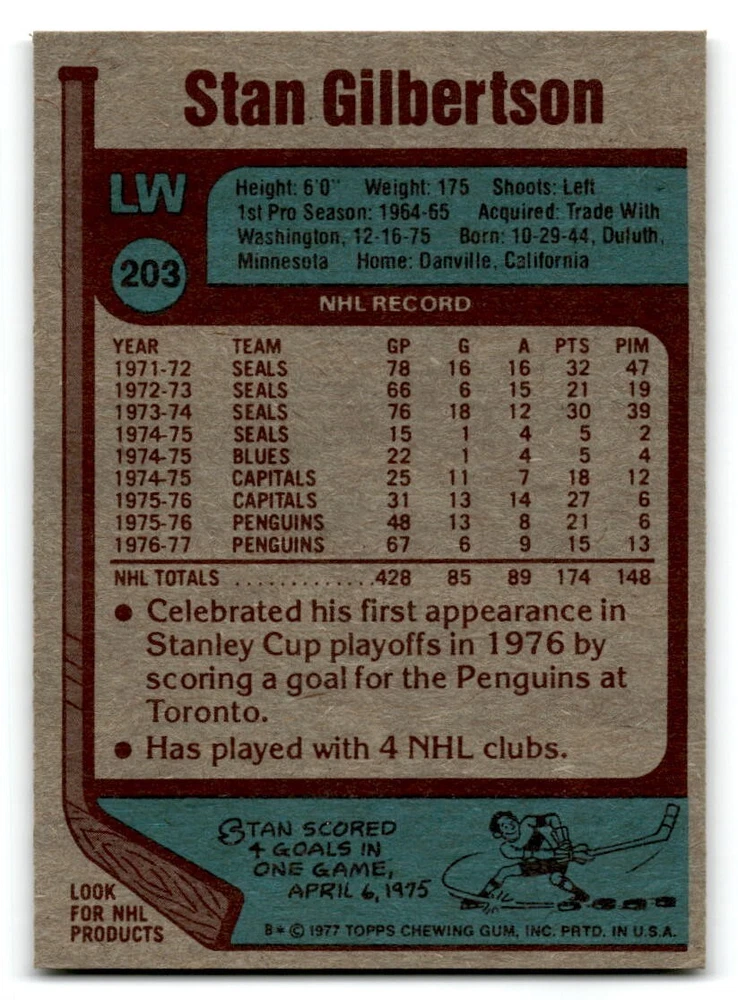 Stan Gilbertson
LW
203
Height: 6'0" Weight: 175 Shoots: Left
1st Pro Season: 1964-65 Acquired: Trade With
Washington, 12-16-75 Born: 10-29-44, Duluth,
Minnesota Home: Danville, California
NHL RECORD
YEAR TEAM GP G A PTS PIM
1971-72 SEALS 78 16 16 32 47
1972-73 SEALS 66 6 15 21 19
1973-74 SEALS 76 18 12 30 39
1974-75 SEALS 15 1 4 5 2
1974-75 BLUES 22 1 4 5 4
1974-75 CAPITALS 25 11 7 18 12
1975-76 CAPITALS 31 13 14 27 6
1975-76 PENGUINS 48 13 8 21 6
1976-77 PENGUINS 67 6 9 15 13
NHL TOTALS .............428 85 89 174 148
● Celebrated his first appearance in
Stanley Cup playoffs in 1976 by
scoring a goal for the Penguins at
Toronto.
● Has played with 4 NHL clubs.
STAN SCORED
4 GOALS IN
ONE GAME,
APRIL 6, 1975
LOOK
FOR NHL
PRODUCTS
B* © 1977 TOPPS CHEWING GUM, INC. PRTD. IN U.S.A.